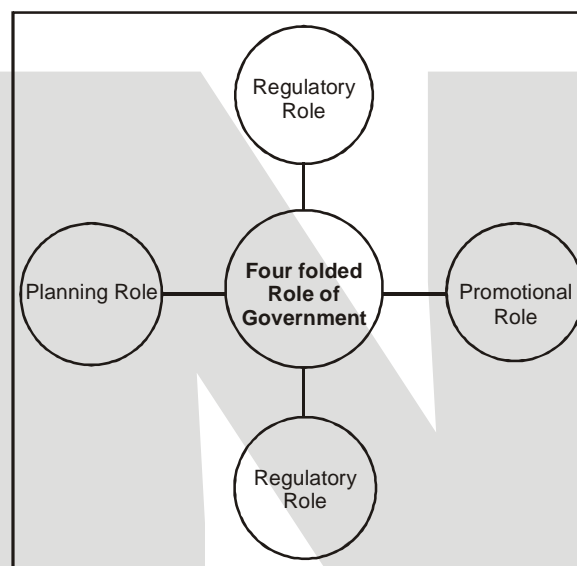 Regulatory
Role
Four folded
Role of
Government
Planning Role
Promotional
Role
Regulatory
Role